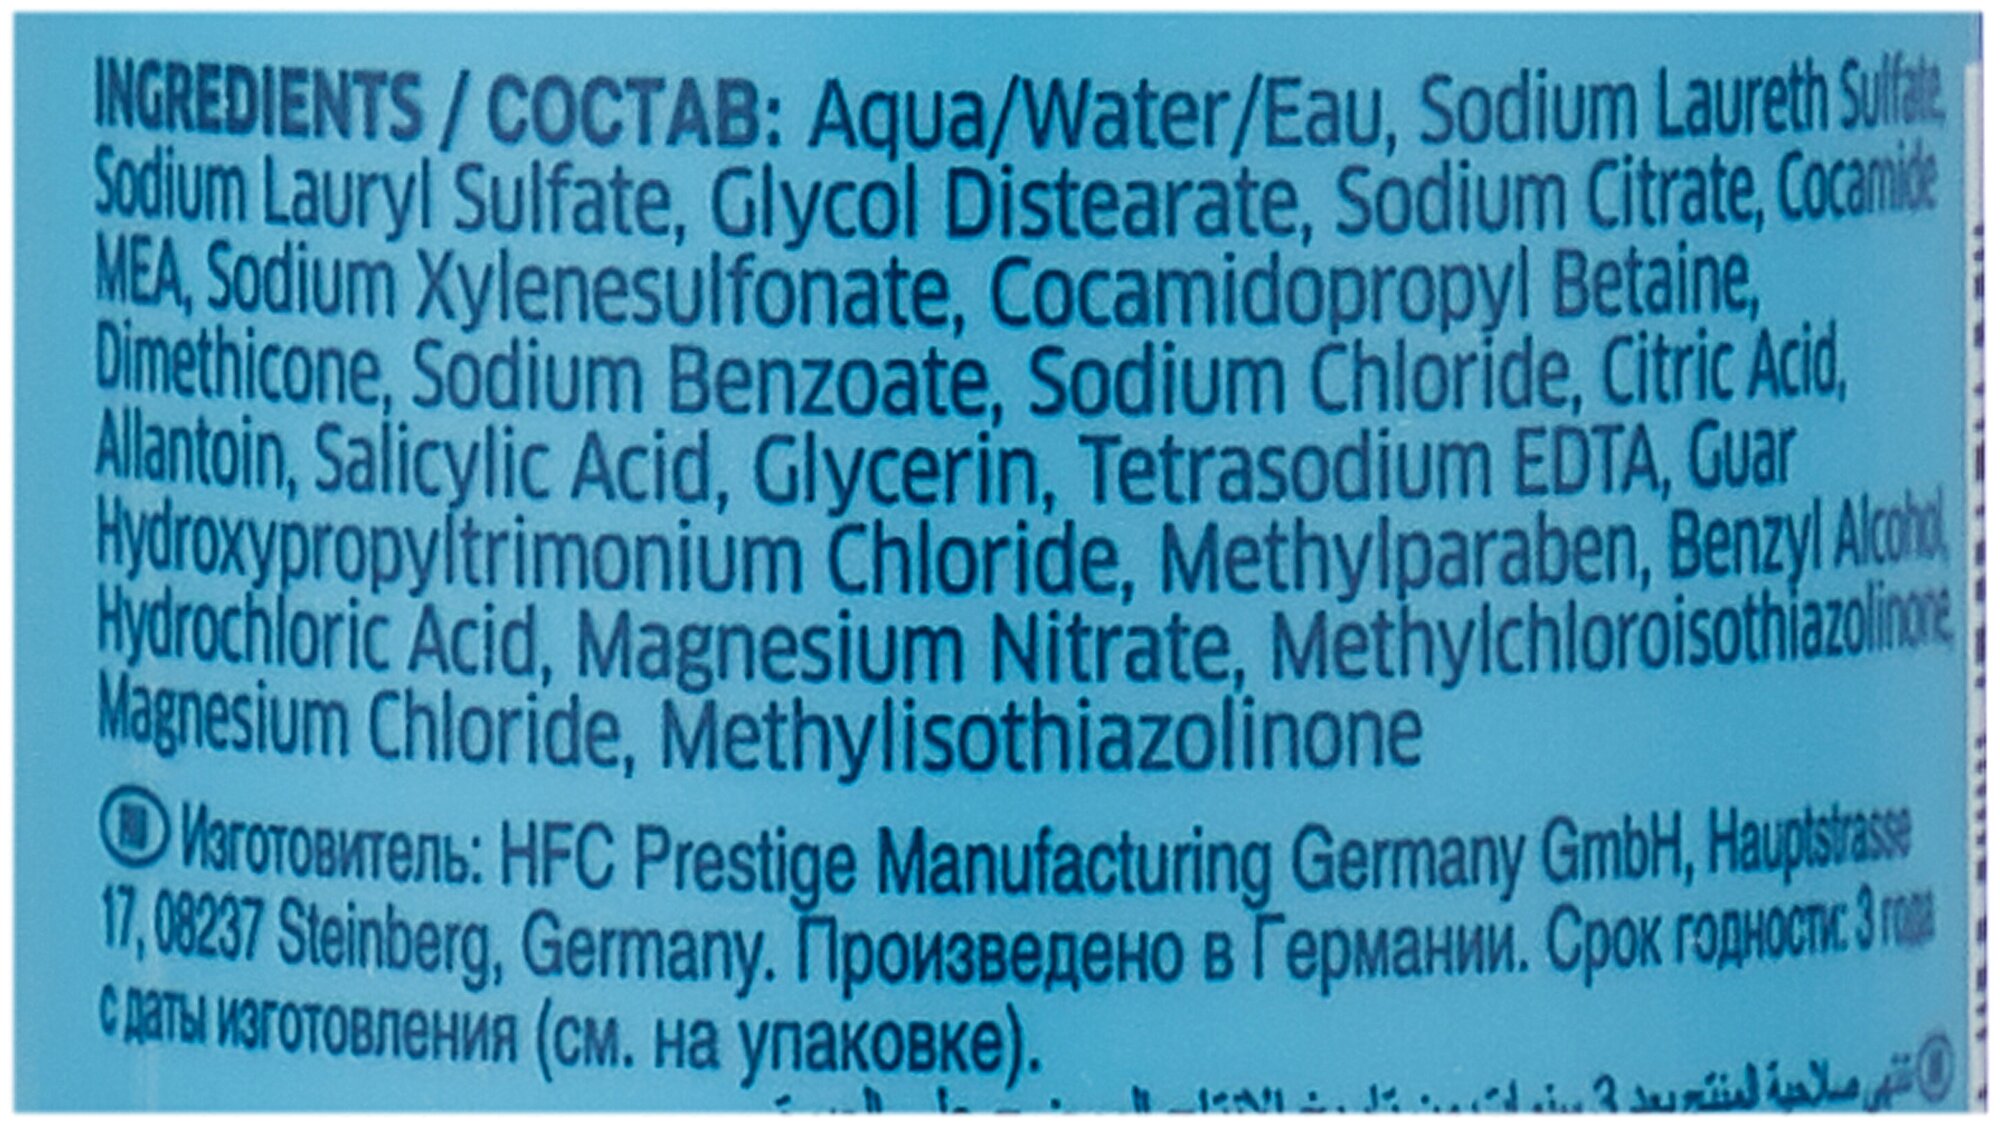 INGREDIENTS / СОСТАВ: Aqua/Water/Eau, Sodium Laureth Sulfate,
Sodium Lauryl Sulfate, Glycol Distearate, Sodium Citrate, Cocamide
MEA, Sodium Xylenesulfonate, Cocamidopropyl Betaine,
Dimethicone, Sodium Benzoate, Sodium Chloride, Citric Acid,
Allantoin, Salicylic Acid, Glycerin, Tetrasodium EDTA, Guar
Hydroxypropyltrimonium Chloride, Methylparaben, Benzyl Alcohol,
Hydrochloric Acid, Magnesium Nitrate, Methylchloroisothiazolinone,
Magnesium Chloride, Methylisothiazolinone
RU Изготовитель: HFC Prestige Manufacturing Germany GmbH, Hauptstrasse
17, 08237 Steinberg, Germany. Произведено в Германии. Срок годности: 3 года
с даты изготовления (см. на упаковке).